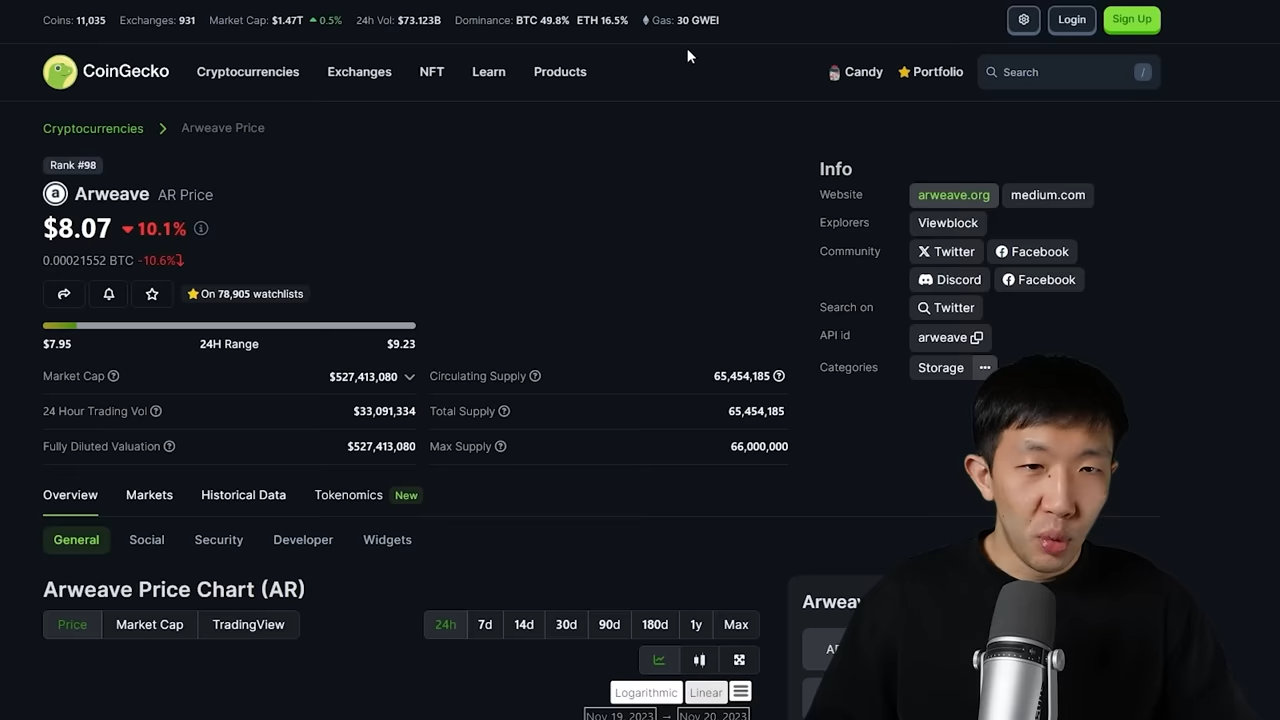 Coins: 11,035 Exchanges: 931 Market Cap: $1.47T 0.5% 24h Vol: $73.123B Dominance: BTC 49.8% ETH 16.5% Gas: 30 GWEI
Login
Sign Up
CoinGecko
Cryptocurrencies Exchanges NFT Learn Products
Candy Portfolio Search /
Cryptocurrencies Arweave Price
Rank #98
a Arweave AR Price
$8.07 10.1%
0.00021552 BTC -10.6%
On 78,905 watchlists
$7.95 24H Range $9.23
Market Cap $527,413,080
24 Hour Trading Vol $33,091,334
Fully Diluted Valuation $527,413,080
Circulating Supply 65,454,185
Total Supply 65,454,185
Max Supply 66,000,000
Info
Website arweave.org medium.com
Explorers Viewblock
Community Twitter Facebook
Discord Facebook
Search on Twitter
API id arweave
Categories Storage ...
Overview Markets Historical Data Tokenomics New
General Social Security Developer Widgets
Arweave Price Chart (AR)
Price Market Cap TradingView
24h 7d 14d 30d 90d 180d 1y Max
Logarithmic Linear
Nov 19, 2023 → Nov 20, 2023